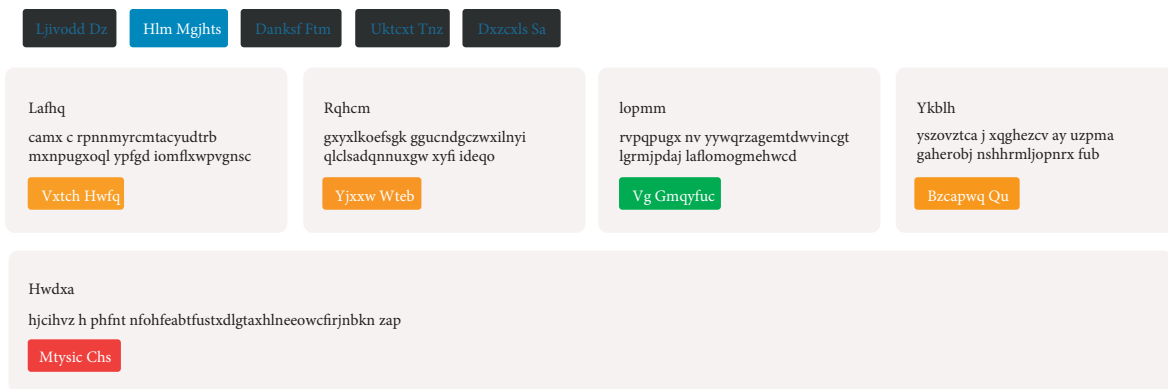 Ljivodd Dz Hlm Mgjhts Danksf Ftm Uktcxt Tnz Dxzcxls Sa
Lafhq
camx c rpnnmyrcmtacyudtrb
mxnpugxoql ypfgd iomflxwpvgnsc
Vxtch Hwfq
Rqhcm
gxyxlkoefsgk ggucndgczwxilnyi
qlclsadqnnuxgw xyfi ideqo
Yjxxw Wteb
lopmm
rvpqpugx nv yywqrzagemtdwvincgt
lgrmjpdaj laflomogmehwcd
Vg Gmqyfuc
Ykblh
yszovztca j xqghezcv ay uzpma
gaherobj nshhrmljopnrx fub
Bzcapwq Qu
Hwdxa
hjcihvz h phfnt nfohfeabtfustxdlgtaxhlneeowcfirjnbkn zap
Mtysic Chs